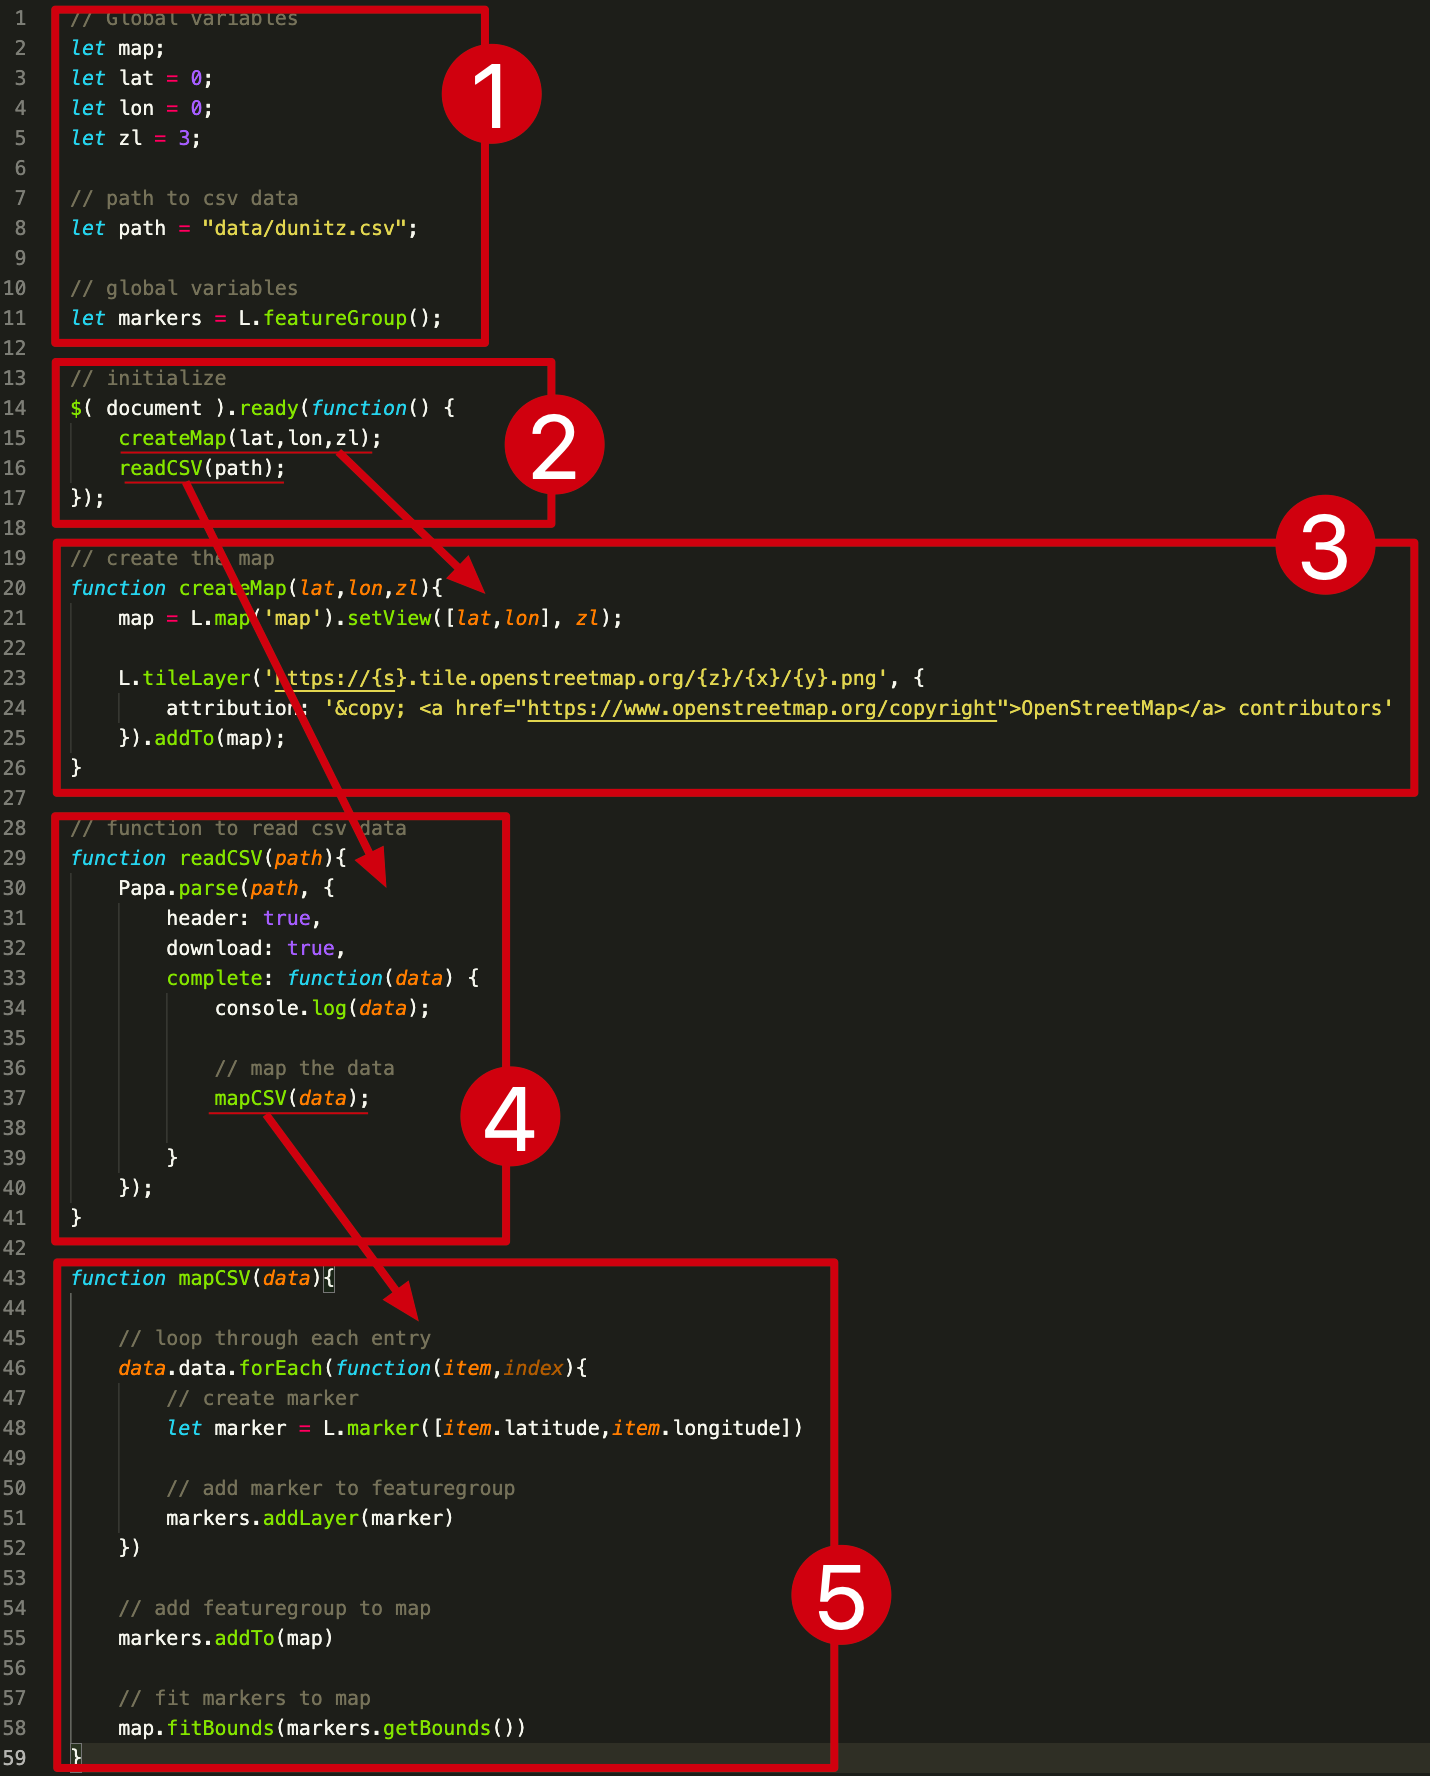 1 // Global variables
2 let map;
3 let lat = 0;
4 let lon = 0;
5 let zl = 3;
6
7 // path to csv data
8 let path = "data/dunitz.csv";
9
10 // global variables
11 let markers = L.featureGroup();
12
13 // initialize
14 $( document ).ready(function() {
15     createMap(lat,lon,zl);
16     readCSV(path);
17 });
18
19 // create the map
20 function createMap(lat,lon,zl){
21     map = L.map('map').setView([lat,lon], zl);
22
23     L.tileLayer('https://{s}.tile.openstreetmap.org/{z}/{x}/{y}.png', {
24         attribution: '&copy; <a href="https://www.openstreetmap.org/copyright">OpenStreetMap</a> contributors'
25     }).addTo(map);
26 }
27
28 // function to read csv data
29 function readCSV(path){
30     Papa.parse(path, {
31         header: true,
32         download: true,
33         complete: function(data) {
34             console.log(data);
35
36             // map the data
37             mapCSV(data);
38
39         }
40     });
41 }
42
43 function mapCSV(data){
44
45     // loop through each entry
46     data.data.forEach(function(item,index){
47         // create marker
48         let marker = L.marker([item.latitude,item.longitude])
49
50         // add marker to featuregroup
51         markers.addLayer(marker)
52     })
53
54     // add featuregroup to map
55     markers.addTo(map)
56
57     // fit markers to map
58     map.fitBounds(markers.getBounds())
59 }
1
2
3
4
5